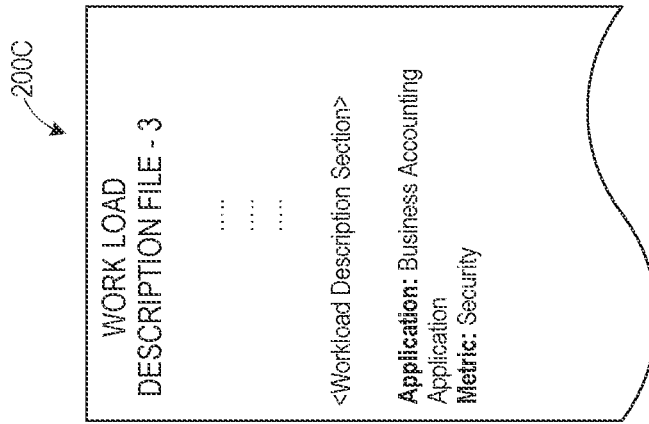 200C
WORK LOAD
DESCRIPTION FILE - 3
.....
.....
.....
<Workload Description Section>
Application: Business Accounting
Application
Metric: Security